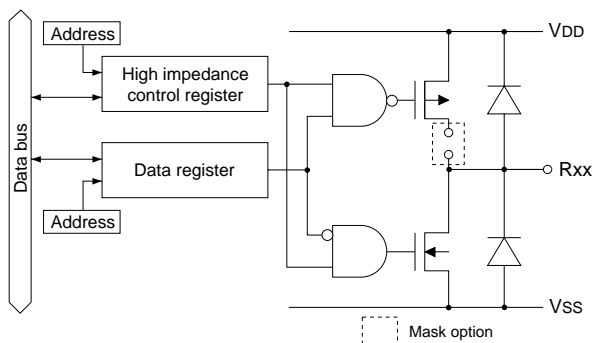 Address
High impedance
control register
Data bus
Data register
Address
VDD
Rxx
VSS
Mask option